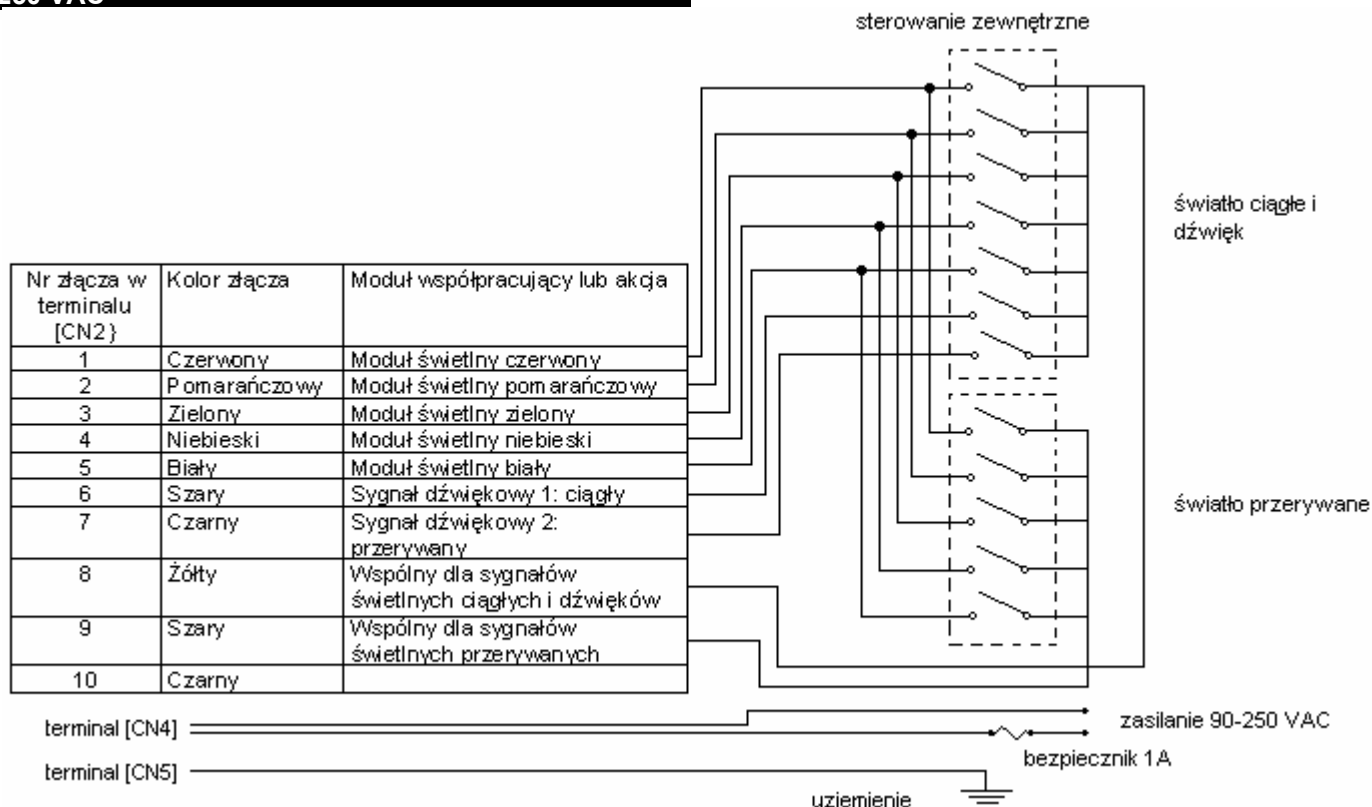 sterowanie zewnętrzne
światło ciągłe i
dźwięk
Nr złącza w
terminalu
[CN2}
Kolor złącza
Moduł współpracujący lub akcja
1 Czerwony Moduł świetlny czerwony
2 Pomarańczowy Moduł świetlny pomarańczowy
3 Zielony Moduł świetlny zielony
4 Niebieski Moduł świetlny niebieski
5 Biały Moduł świetlny biały
6 Szary Sygnał dźwiękowy 1: ciągły
7 Czarny Sygnał dźwiękowy 2:
przerywany
8 Żółty Wspólny dla sygnałów
świetlnych ciągłych i dźwięków
9 Szary Wspólny dla sygnałów
świetlnych przerywanych
10 Czarny
światło przerywane
terminal [CN4]
zasilanie 90-250 VAC
bezpiecznik 1A
terminal [CN5]
uziemienie